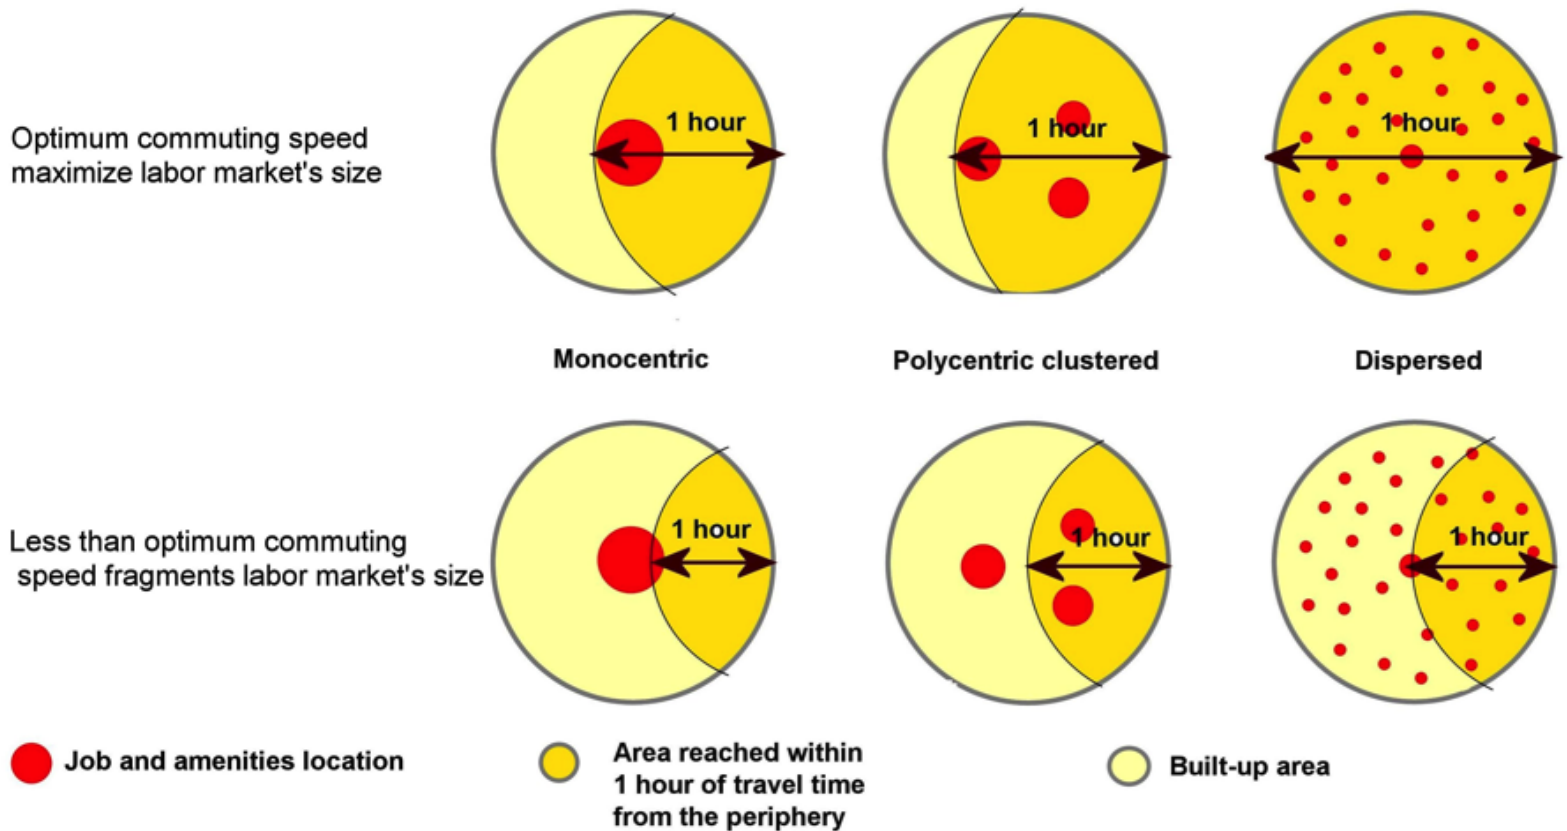 Optimum commuting speed
maximize labor market's size
1 hour
1 hour
1 hour
Monocentric
Polycentric clustered
Dispersed
Less than optimum commuting
speed fragments labor market's size
1 hour
1 hour
1 hour
Job and amenities location
Area reached within
1 hour of travel time
from the periphery
Built-up area